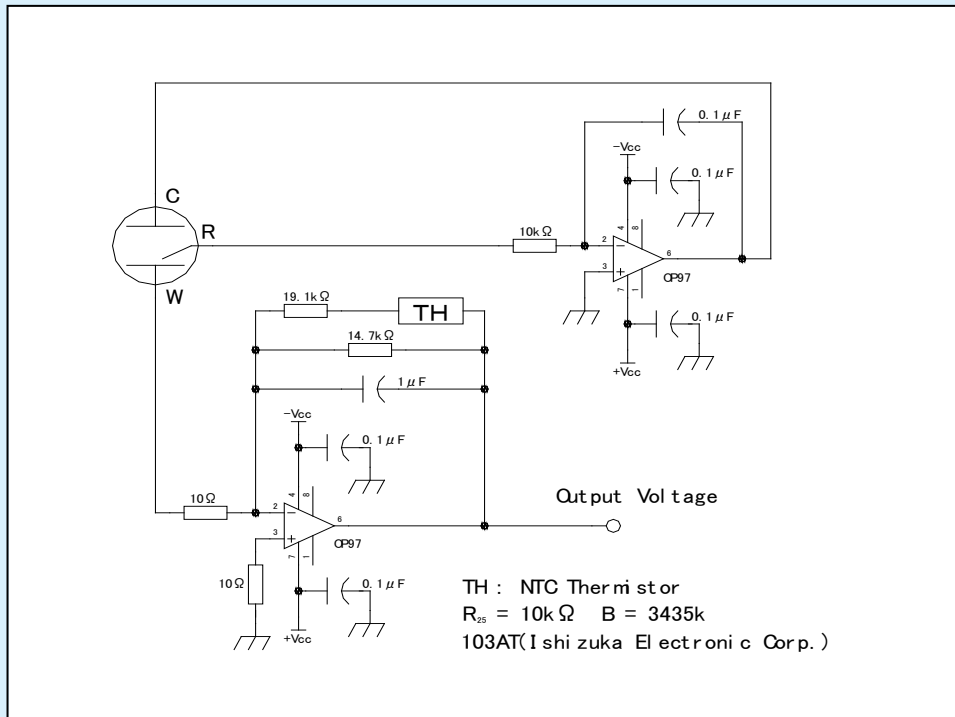 0.1μF
-Vcc
0.1μF
C
R
10kΩ
4
8
2
-
6
3
+
OP97
7
1
W
19.1kΩ
TH
0.1μF
14.7kΩ
+Vcc
1μF
-Vcc
0.1μF
10Ω
4
8
2
-
6
3
+
OP97
7
1
Output Voltage
10Ω
0.1μF
+Vcc
TH : NTC Thermistor
R25 = 10kΩ B = 3435k
103AT(Ishizuka Electronic Corp.)